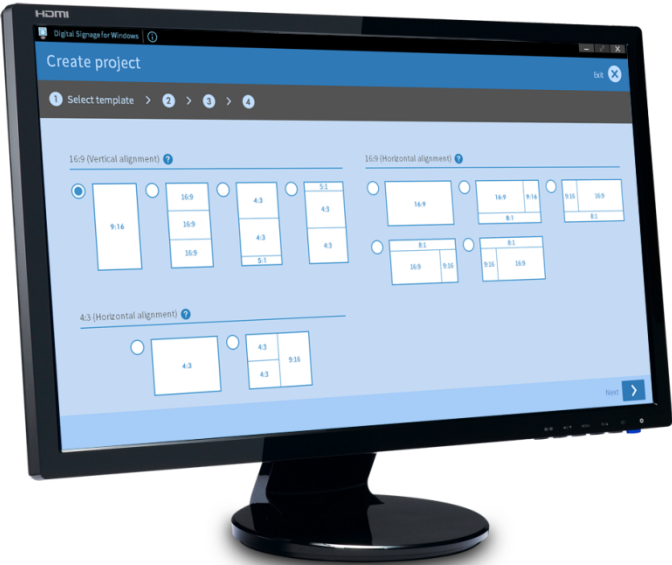 HDMI
Digital Signage for Windows
Create project
Exit
1 Select template > 2 > 3 > 4
16:9 (Vertical alignment) ?
9:16
16:9
16:9
16:9
4:3
4:3
5:1
5:1
4:3
4:3
16:9 (Horizontal alignment) ?
16:9
16:9 9:16
8:1
9:16 16:9
8:1
8:1
16:9 9:16
8:1
9:16 16:9
4:3 (Horizontal alignment) ?
4:3
4:3
4:3
9:16
Next